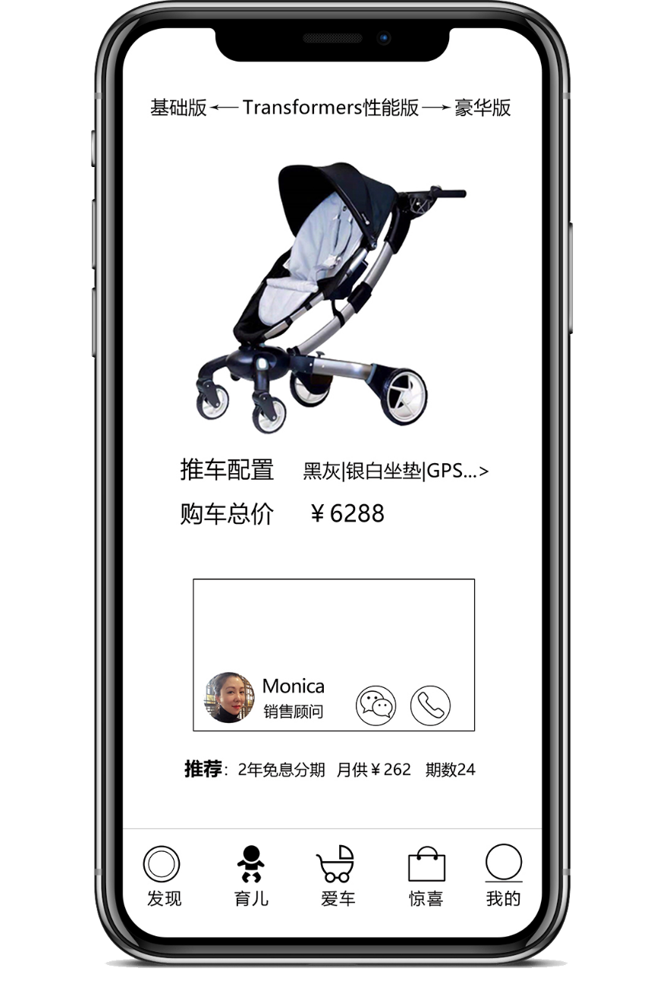 基础版 ← Transformers性能版 → 豪华版
推车配置 黑灰|银白坐垫|GPS...>
购车总价 ￥6288
Monica
销售顾问
推荐：2年免息分期 月供￥262 期数24
发现 育儿 爱车 惊喜 我的